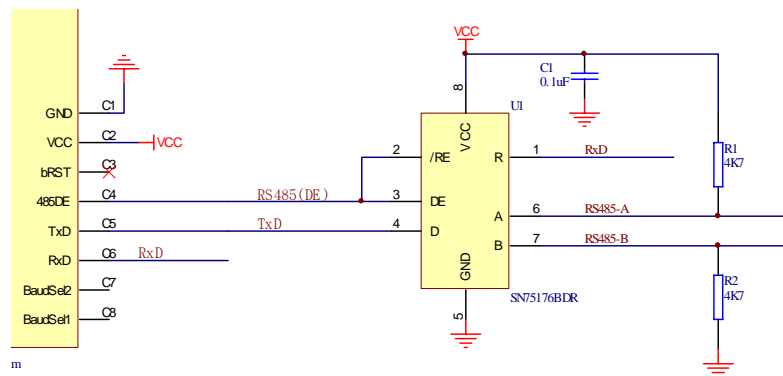 VCC
C1
0.1uF
U1
8
VCC
GND C1
VCC C2 VCC
bRST C3
485DE C4 RS485(DE)
TxD C5 TxD
RxD C6 RxD
BaudSel2 C7
BaudSel1 C8
m
2 /RE R 1 RxD
3 DE
4 D
A 6 RS485-A
B 7 RS485-B
GND
5
SN75176BDR
R1
4K7
R2
4K7